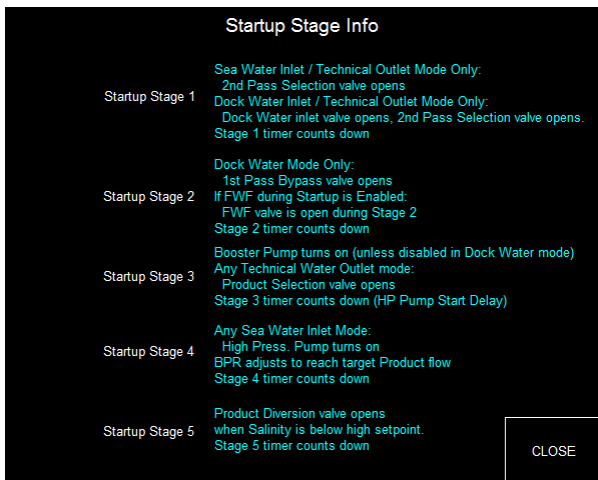 Startup Stage Info
Startup Stage 1
Sea Water Inlet / Technical Outlet Mode Only:
2nd Pass Selection valve opens
Dock Water Inlet / Technical Outlet Mode Only:
Dock Water inlet valve opens, 2nd Pass Selection valve opens.
Stage 1 timer counts down
Startup Stage 2
Dock Water Mode Only:
1st Pass Bypass valve opens
If FWF during Startup is Enabled:
FWF valve is open during Stage 2
Stage 2 timer counts down
Startup Stage 3
Booster Pump turns on (unless disabled in Dock Water mode)
Any Technical Water Outlet mode:
Product Selection valve opens
Stage 3 timer counts down (HP Pump Start Delay)
Startup Stage 4
Any Sea Water Inlet Mode:
High Press. Pump turns on
BPR adjusts to reach target Product flow
Stage 4 timer counts down
Startup Stage 5
Product Diversion valve opens
when Salinity is below high setpoint.
Stage 5 timer counts down
CLOSE